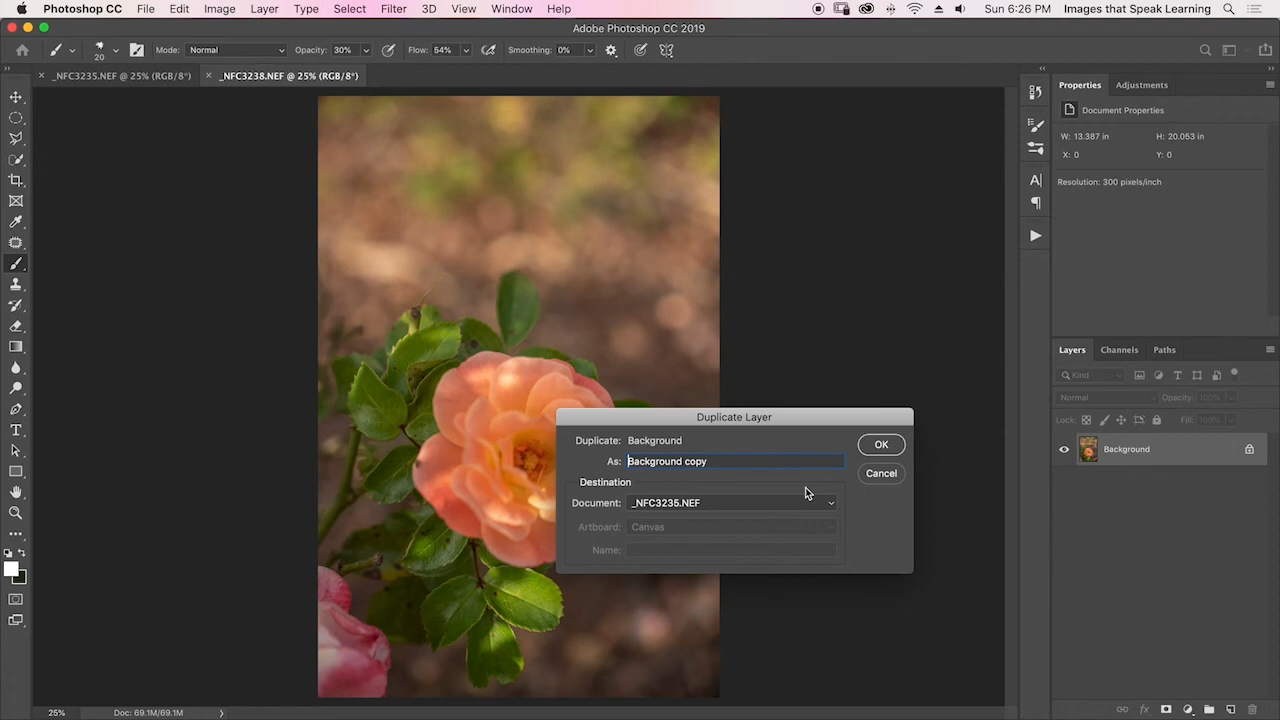 Photoshop CC File Edit Image Layer Type Select Filter 3D View Window Help Sun 6:26 PM Images that Speak Learning
Adobe Photoshop CC 2019
20 Mode: Normal Opacity: 30% Flow: 54% Smoothing: 0%
_NFC3235.NEF @ 25% (RGB/8*) _NFC3238.NEF @ 25% (RGB/8*)
Properties Adjustments
Document Properties
W: 13.387 in H: 20.053 in
X: 0 Y: 0
Resolution: 300 pixels/inch
Layers Channels Paths
Kind
Normal Opacity: 100%
Lock: Fill: 100%
Background
Duplicate Layer
Duplicate: Background
As: Background copy
OK
Cancel
Destination
Document: _NFC3235.NEF
Artboard: Canvas
Name:
25% Doc: 69.1M/69.1M